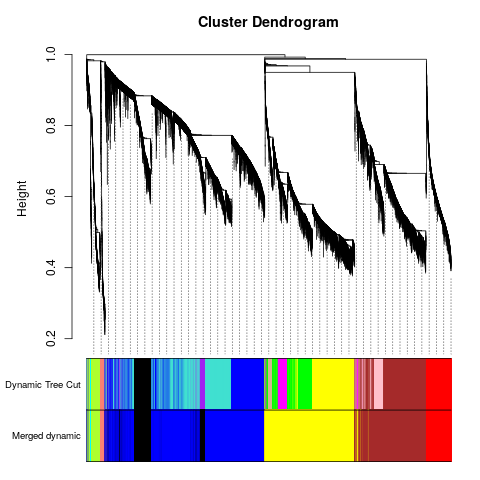 Cluster Dendrogram
Height
1.0
0.8
0.6
0.4
0.2
Dynamic Tree Cut
Merged dynamic